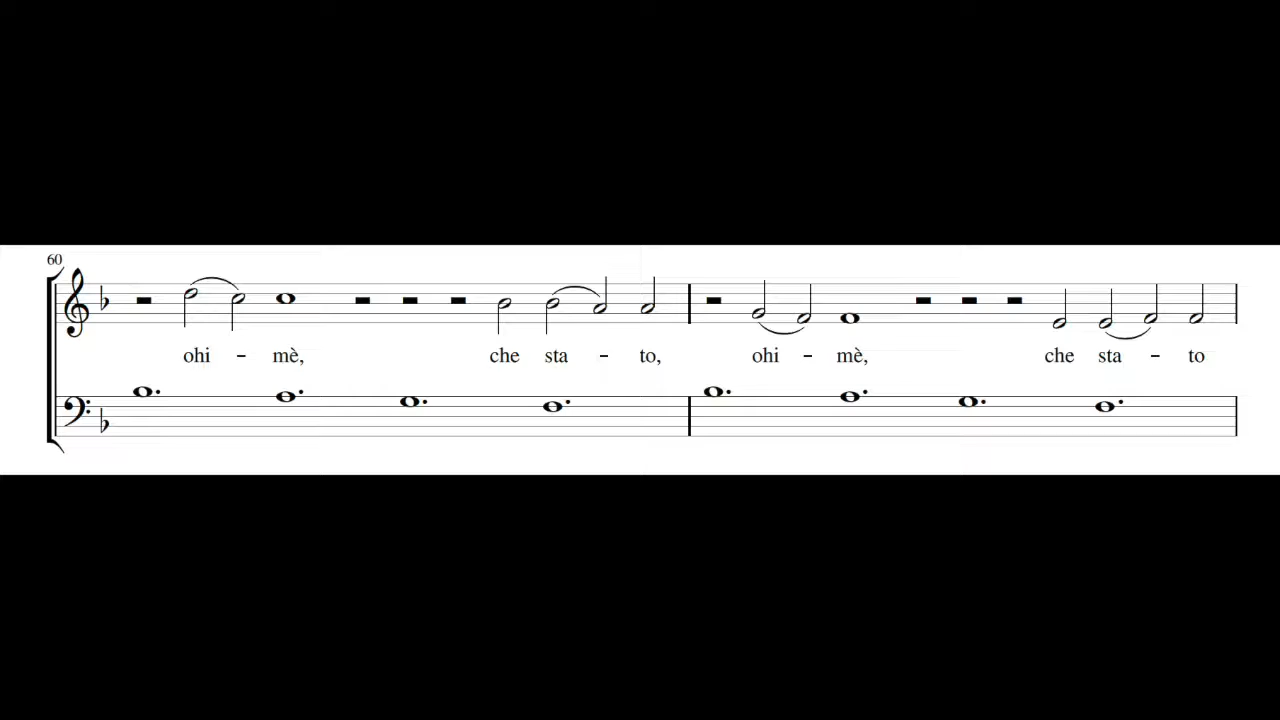 60
ohi – mè, che sta – to, ohi – mè, che sta – to